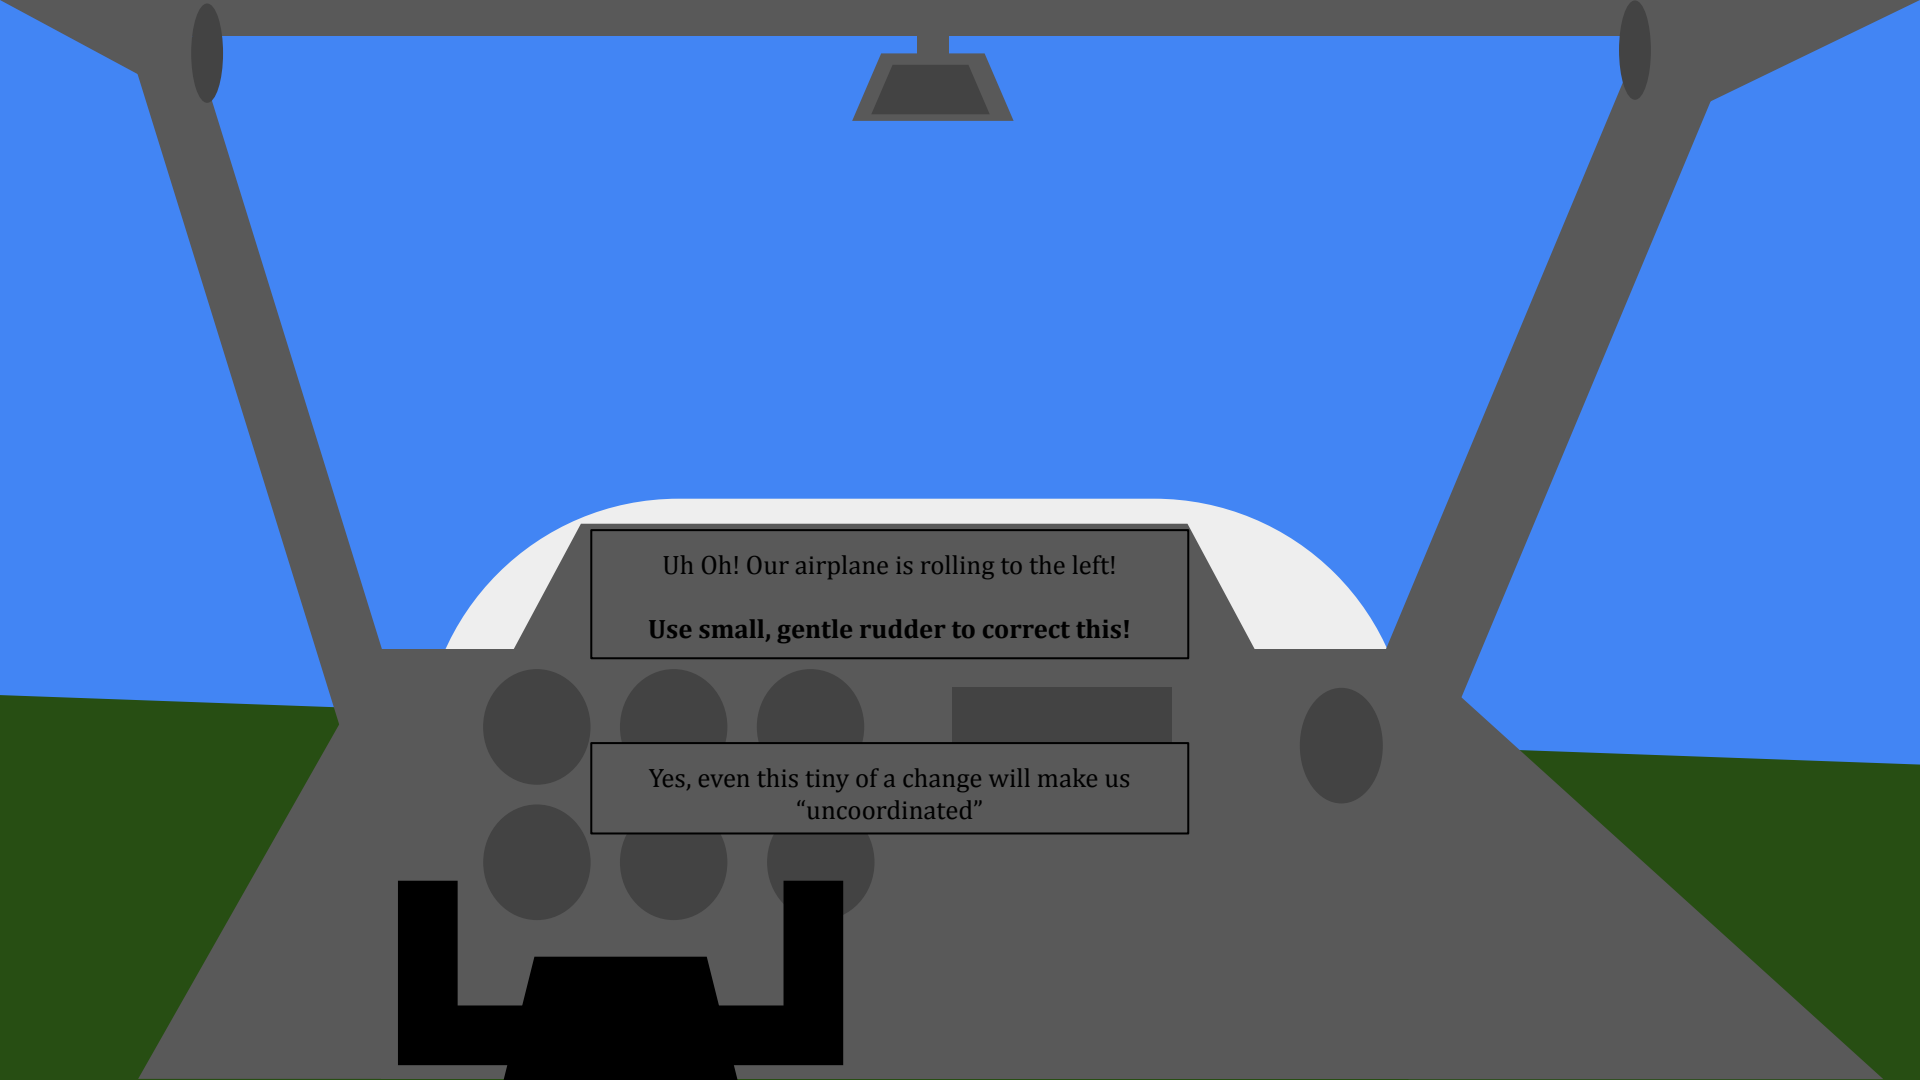 Uh Oh! Our airplane is rolling to the left!
Use small, gentle rudder to correct this!
Yes, even this tiny of a change will make us
“uncoordinated”